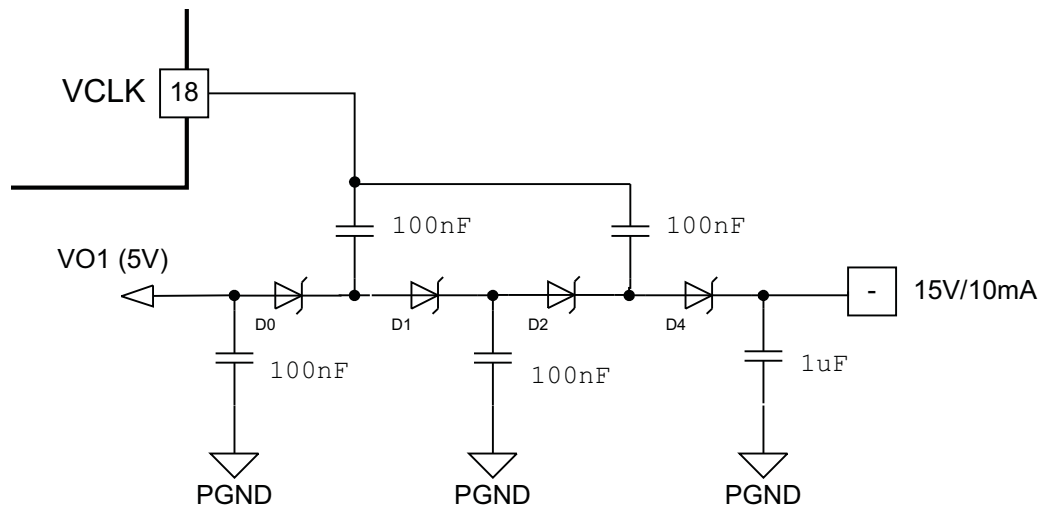 VCLK
18
100nF
100nF
VO1 (5V)
-
15V/10mA
D0
D1
D2
D4
100nF
100nF
1uF
PGND
PGND
PGND